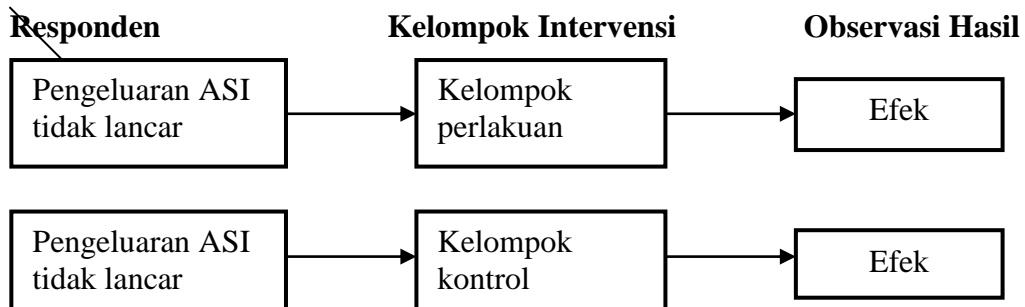 Responden Kelompok Intervensi Observasi Hasil
Pengeluaran ASI
tidak lancar
Kelompok
perlakuan
Efek
Pengeluaran ASI
tidak lancar
Kelompok
kontrol
Efek